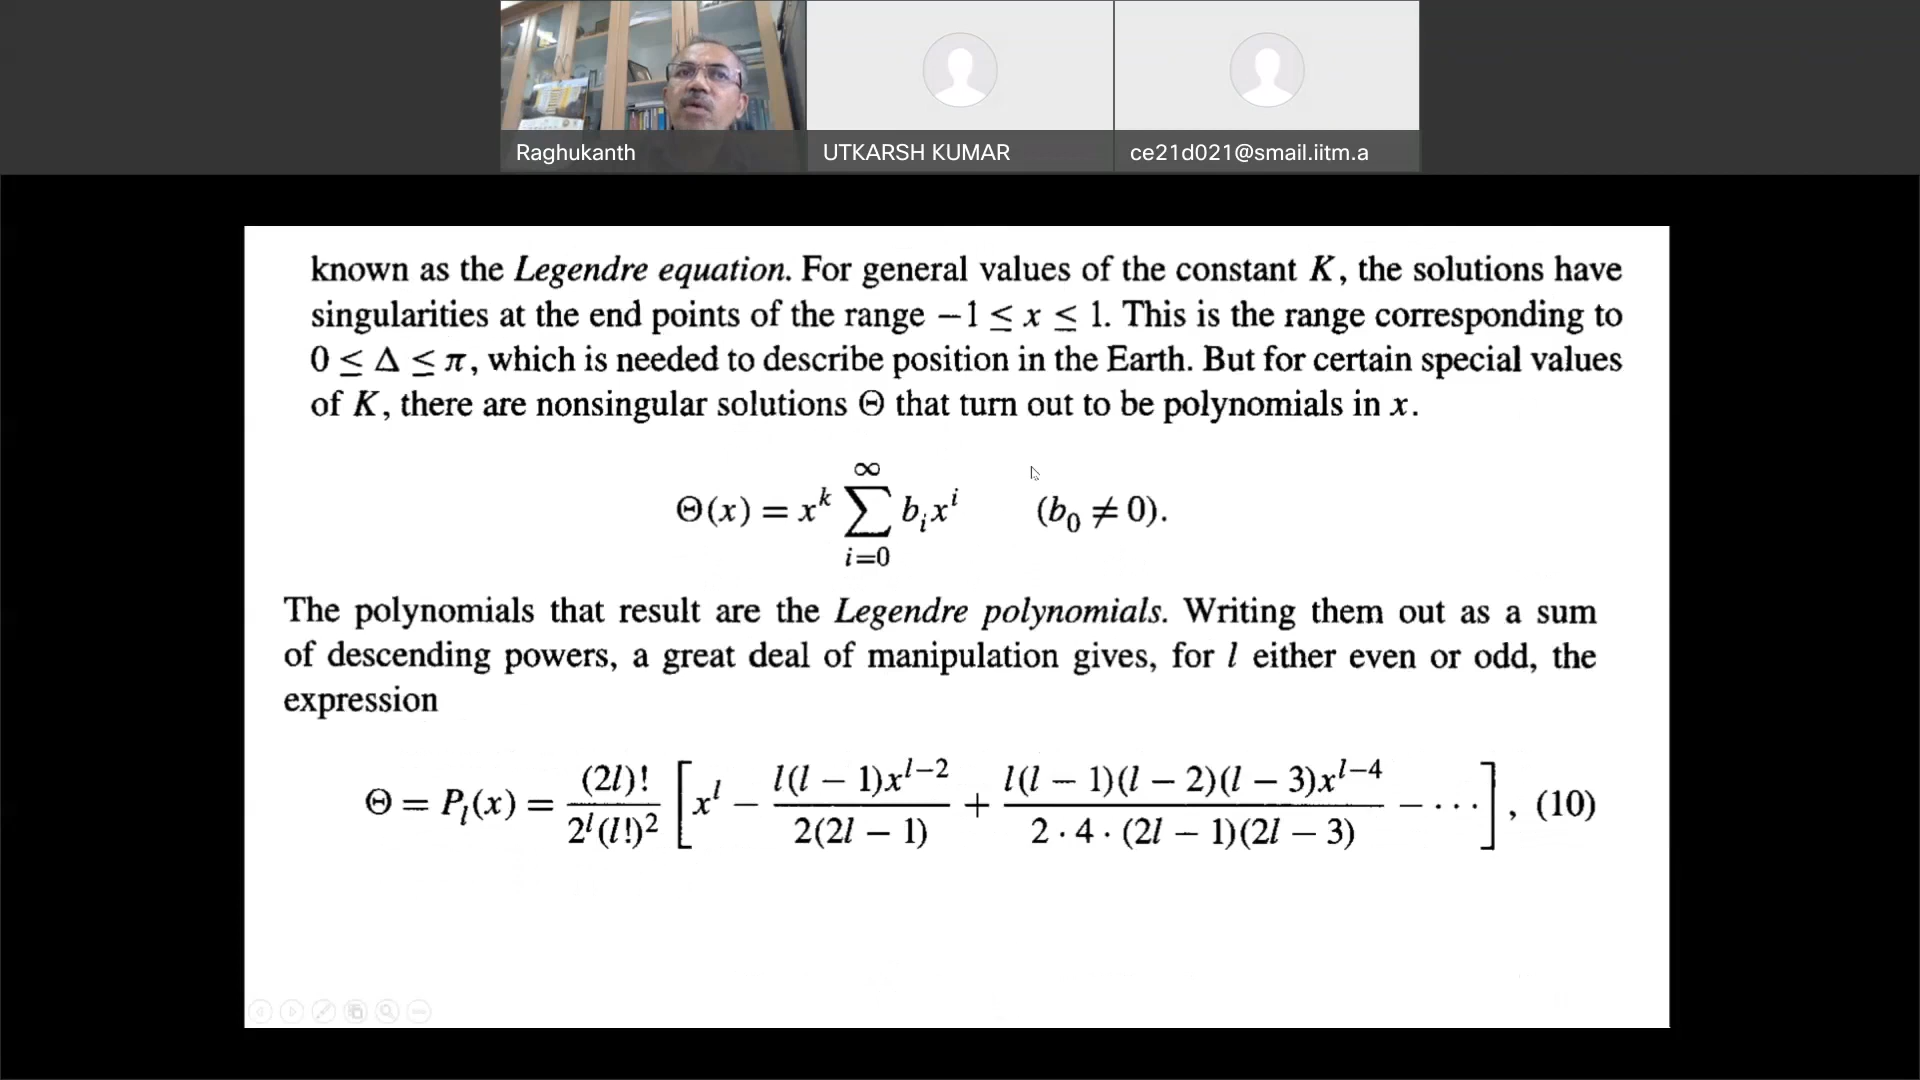 Raghukanth
UTKARSH KUMAR
ce21d021@smail.iitm.a
known as the Legendre equation. For general values of the constant K, the solutions have
singularities at the end points of the range −1 ≤ x ≤ 1. This is the range corresponding to
0 ≤ Δ ≤ π, which is needed to describe position in the Earth. But for certain special values
of K, there are nonsingular solutions Θ that turn out to be polynomials in x.
Θ(x) = x^k ∑_{i=0}^{∞} b_i x^i (b_0 ≠ 0).
The polynomials that result are the Legendre polynomials. Writing them out as a sum
of descending powers, a great deal of manipulation gives, for l either even or odd, the
expression
Θ = P_l(x) = (2l)! / 2^l(l!)^2 [x^l − l(l − 1)x^{l−2} / 2(2l − 1) + l(l − 1)(l − 2)(l − 3)x^{l−4} / 2 · 4 · (2l − 1)(2l − 3) − ···], (10)